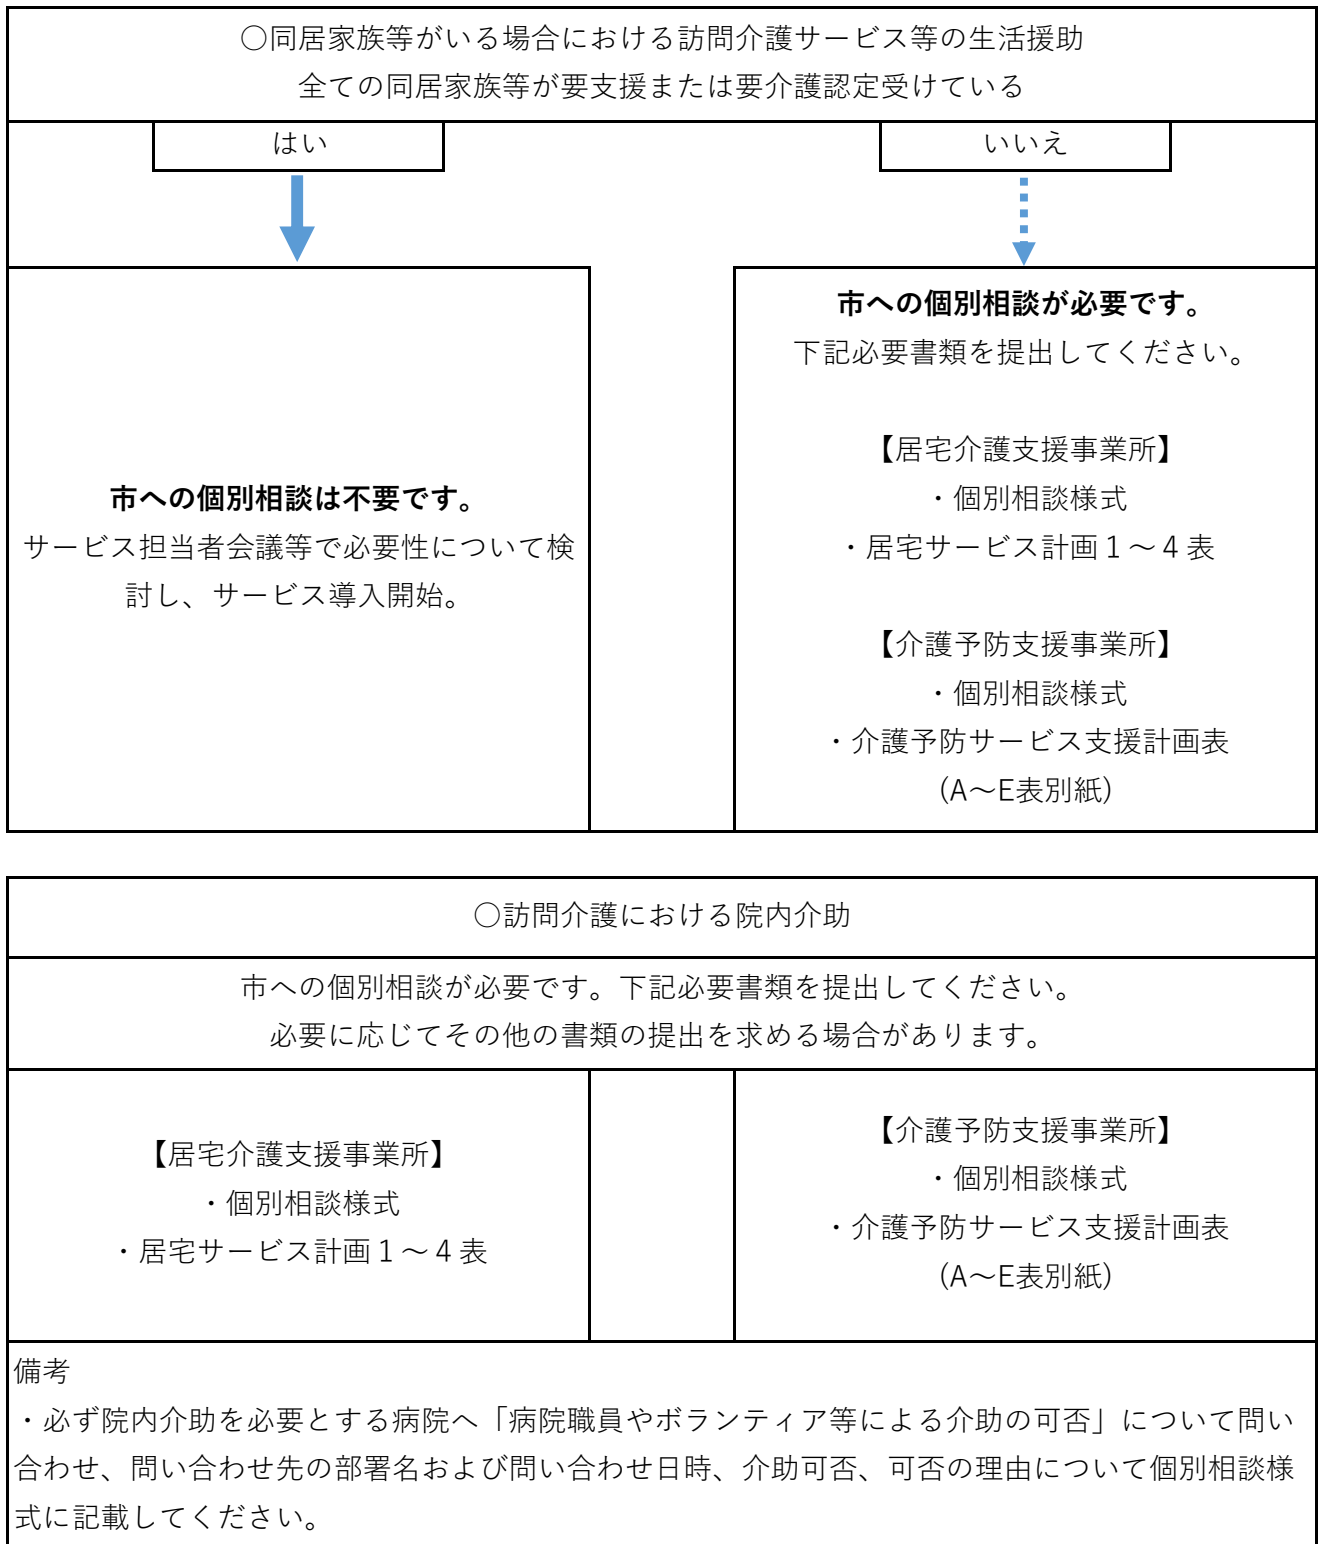 ○同居家族等がいる場合における訪問介護サービス等の生活援助
全ての同居家族等が要支援または要介護認定受けている
はい
いいえ
市への個別相談は不要です。
サービス担当者会議等で必要性について検
討し、サービス導入開始。
市への個別相談が必要です。
下記必要書類を提出してください。
【居宅介護支援事業所】
・個別相談様式
・居宅サービス計画１～４表
【介護予防支援事業所】
・個別相談様式
・介護予防サービス支援計画表
（A～E表別紙）
○訪問介護における院内介助
市への個別相談が必要です。下記必要書類を提出してください。
必要に応じてその他の書類の提出を求める場合があります。
【居宅介護支援事業所】
・個別相談様式
・居宅サービス計画１～４表
【介護予防支援事業所】
・個別相談様式
・介護予防サービス支援計画表
（A～E表別紙）
備考
・必ず院内介助を必要とする病院へ「病院職員やボランティア等による介助の可否」について問い
合わせ、問い合わせ先の部署名および問い合わせ日時、介助可否、可否の理由について個別相談様
式に記載してください。